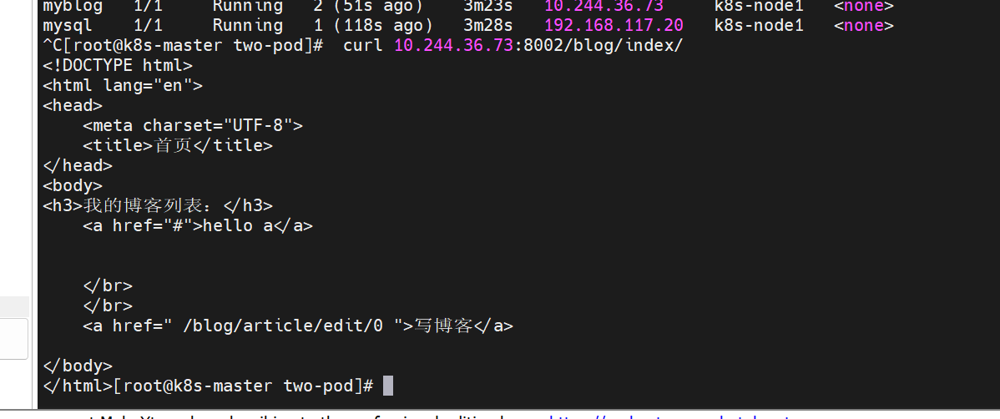 myblog 1/1 Running 2 (51s ago) 3m23s 10.244.36.73 k8s-node1 <none>
mysql 1/1 Running 1 (118s ago) 3m28s 192.168.117.20 k8s-node1 <none>
^C[root@k8s-master two-pod]# curl 10.244.36.73:8002/blog/index/
<!DOCTYPE html>
<html lang="en">
<head>
    <meta charset="UTF-8">
    <title>首页</title>
</head>
<body>
<h3>我的博客列表：</h3>
    <a href="#">hello a</a>
    </br>
    </br>
    <a href=" /blog/article/edit/0 ">写博客</a>
</body>
</html>[root@k8s-master two-pod]#